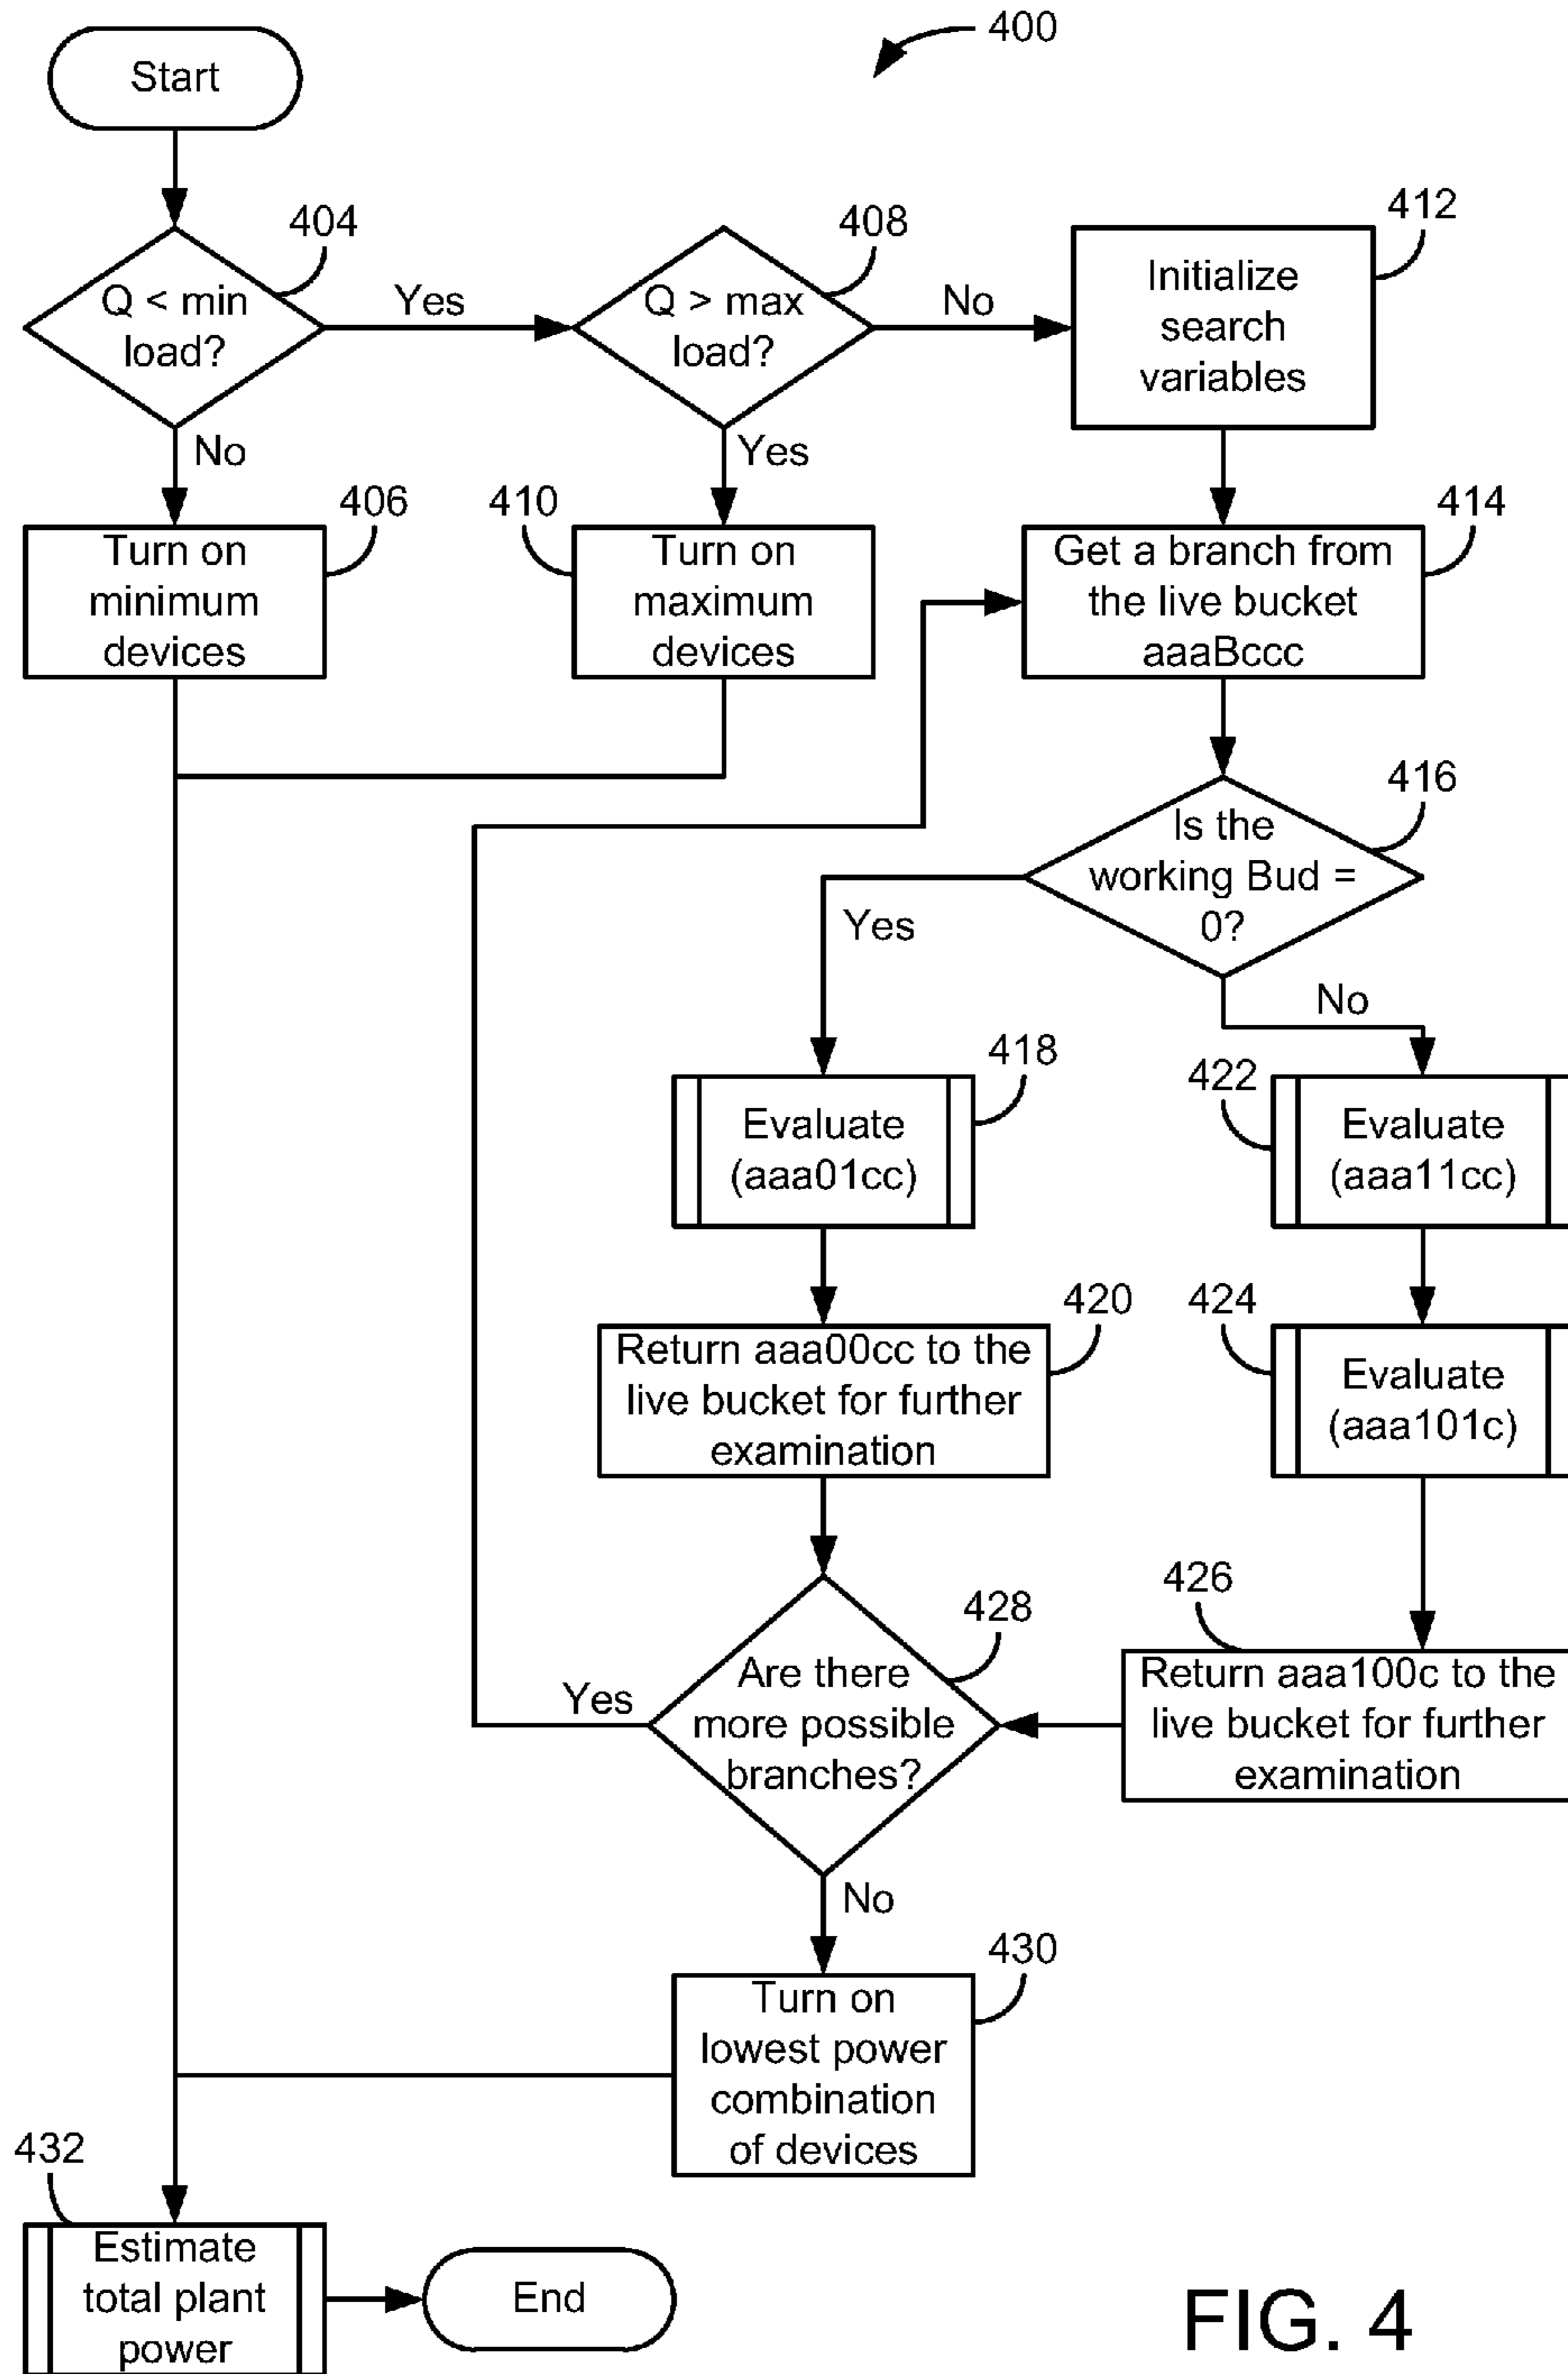 400
Start
404
Q < min
load?
Yes
408
Q > max
load?
No
412
Initialize
search
variables
No
Yes
406
Turn on
minimum
devices
410
Turn on
maximum
devices
414
Get a branch from
the live bucket
aaaBccc
416
Is the
working Bud =
0?
Yes
No
418
Evaluate
(aaa01cc)
422
Evaluate
(aaa11cc)
420
Return aaa00cc to the
live bucket for further
examination
424
Evaluate
(aaa101c)
426
Return aaa100c to the
live bucket for further
examination
428
Are there
more possible
branches?
Yes
No
430
Turn on
lowest power
combination
of devices
432
Estimate
total plant
power
End
FIG. 4